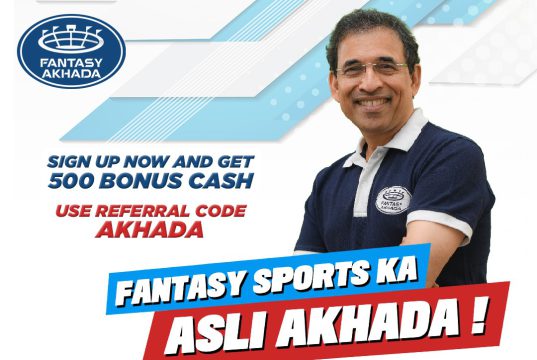 FANTASY
AKHADA
SIGN UP NOW AND GET
500 BONUS CASH
USE REFERRAL CODE
AKHADA
FANTASY
AKHADA
FANTASY SPORTS KA
ASLI AKHADA !